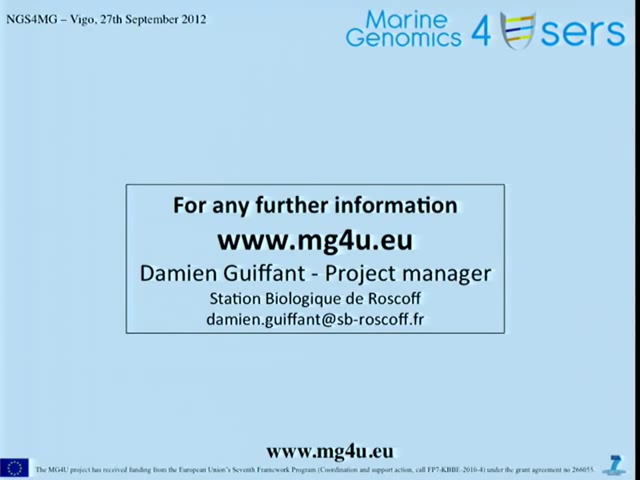 NGS4MG – Vigo, 27th September 2012
Marine
Genomics 4 Users
For any further information
www.mg4u.eu
Damien Guiffant - Project manager
Station Biologique de Roscoff
damien.guiffant@sb-roscoff.fr
www.mg4u.eu
The MG4U project has received funding from the European Union's Seventh Framework Program (Coordination and support action, call FP7-KBBE-2010-4) under the grant agreement no 266055.